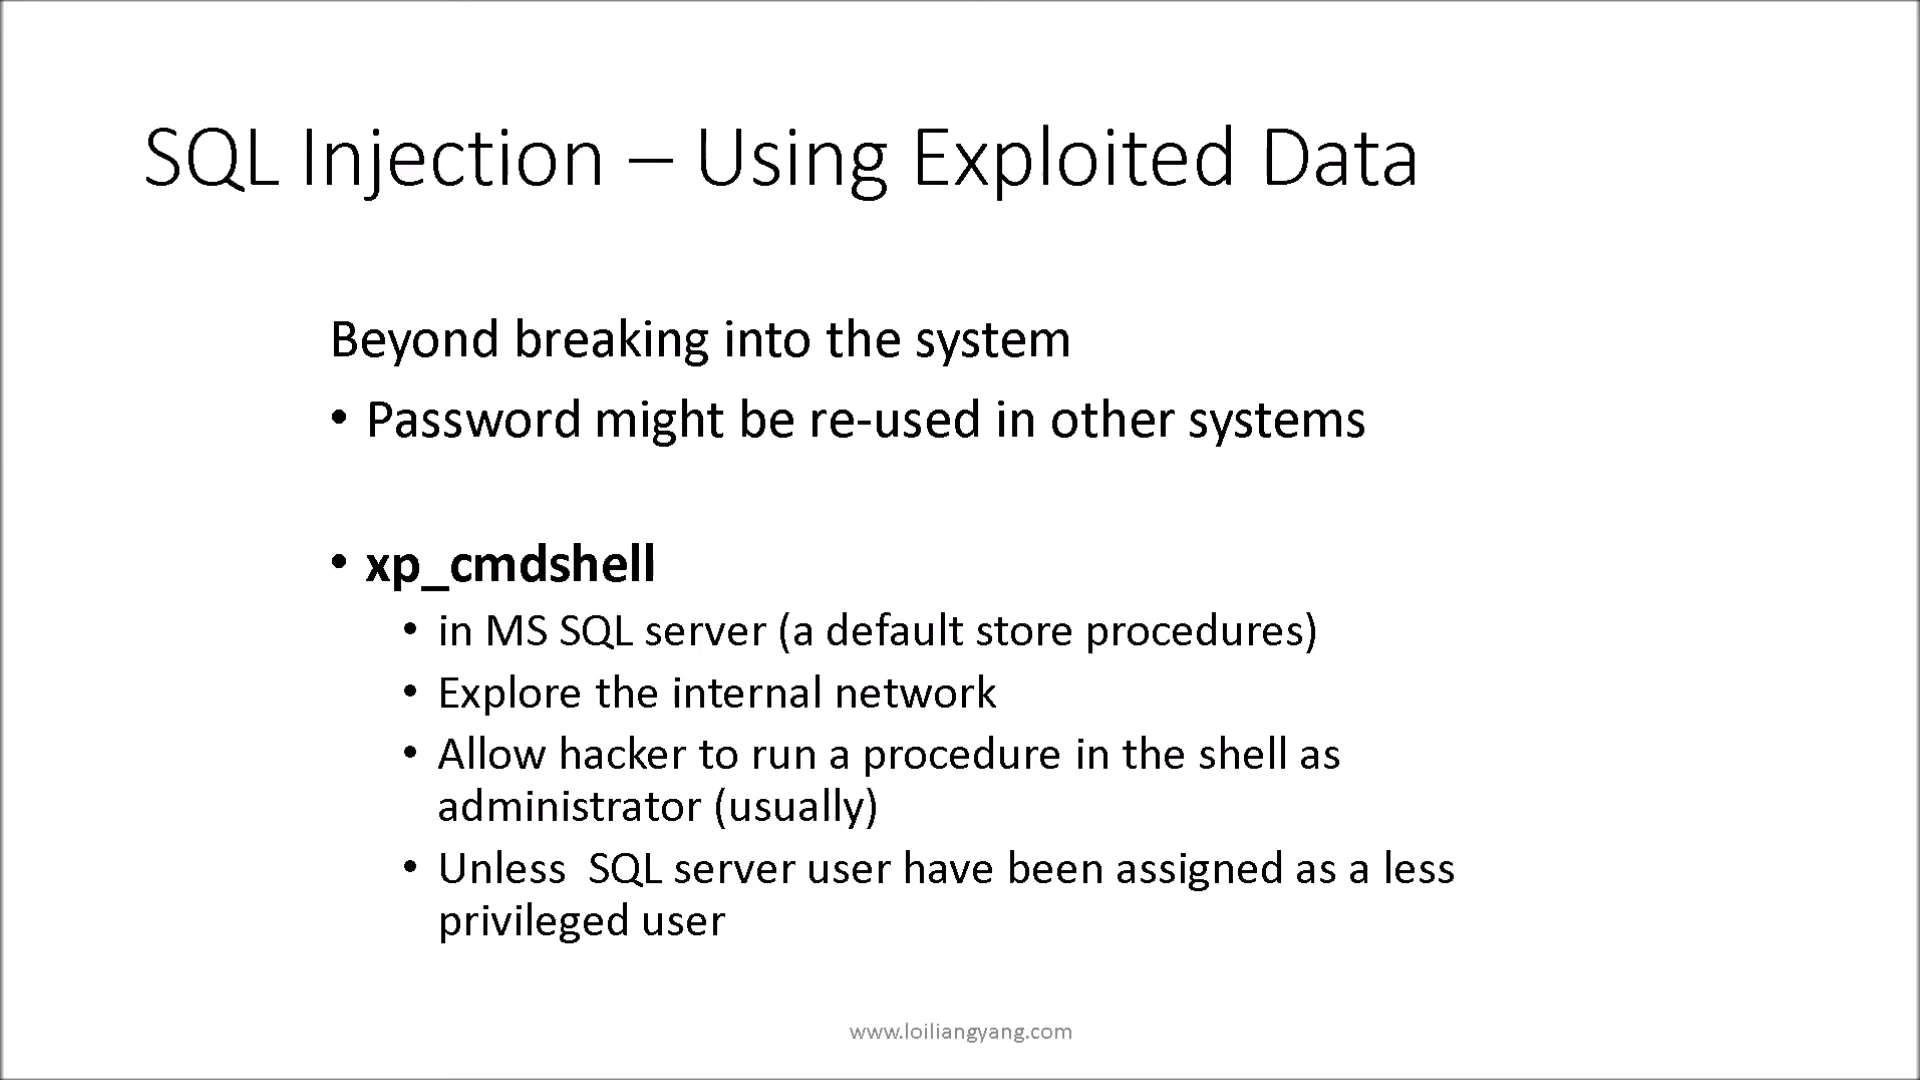 SQL Injection – Using Exploited Data
Beyond breaking into the system
• Password might be re-used in other systems
• xp_cmdshell
• in MS SQL server (a default store procedures)
• Explore the internal network
• Allow hacker to run a procedure in the shell as
administrator (usually)
• Unless  SQL server user have been assigned as a less
privileged user
www.loiliangyang.com